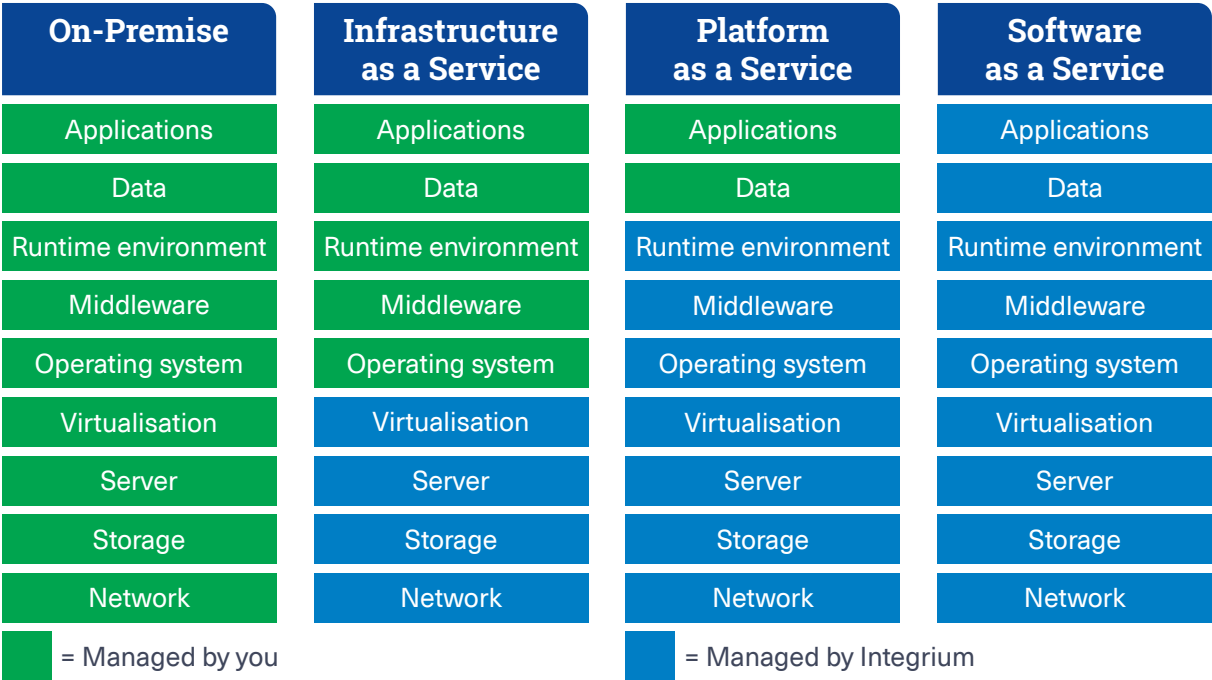 On-Premise
Applications
Data
Runtime environment
Middleware
Operating system
Virtualisation
Server
Storage
Network
Infrastructure
as a Service
Applications
Data
Runtime environment
Middleware
Operating system
Virtualisation
Server
Storage
Network
Platform
as a Service
Applications
Data
Runtime environment
Middleware
Operating system
Virtualisation
Server
Storage
Network
Software
as a Service
Applications
Data
Runtime environment
Middleware
Operating system
Virtualisation
Server
Storage
Network
= Managed by you
= Managed by Integrium